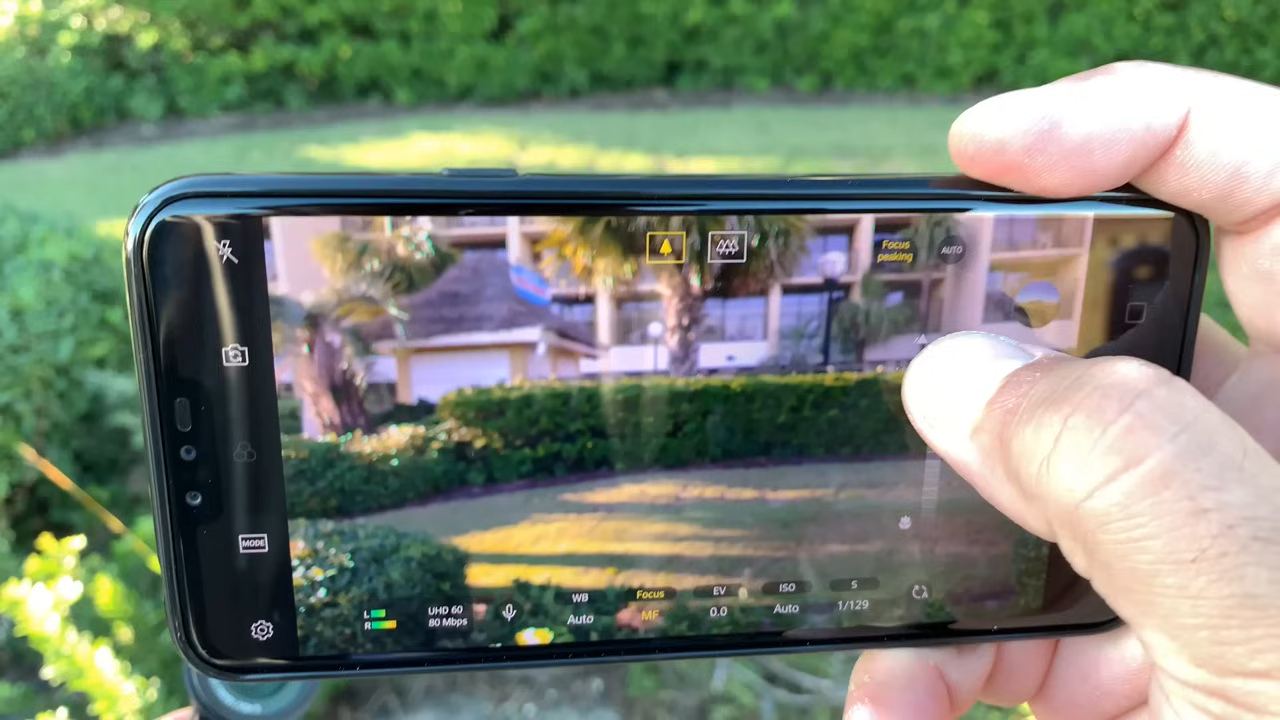 Focus
peaking
AUTO
MODE
L
R
UHD 60
80 Mbps
WB
Auto
Focus
MF
EV
0.0
ISO
Auto
S
1/129